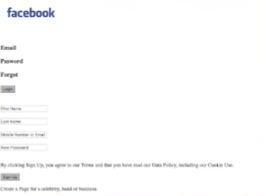 facebook
Email
Password
Forgot
Login
First Name
Last Name
Mobile Number or Email
New Password
By clicking Sign Up, you agree to our Terms and that you have read our Data Policy, including our Cookie Use.
Sign Up
Create a Page for a celebrity, band or business.